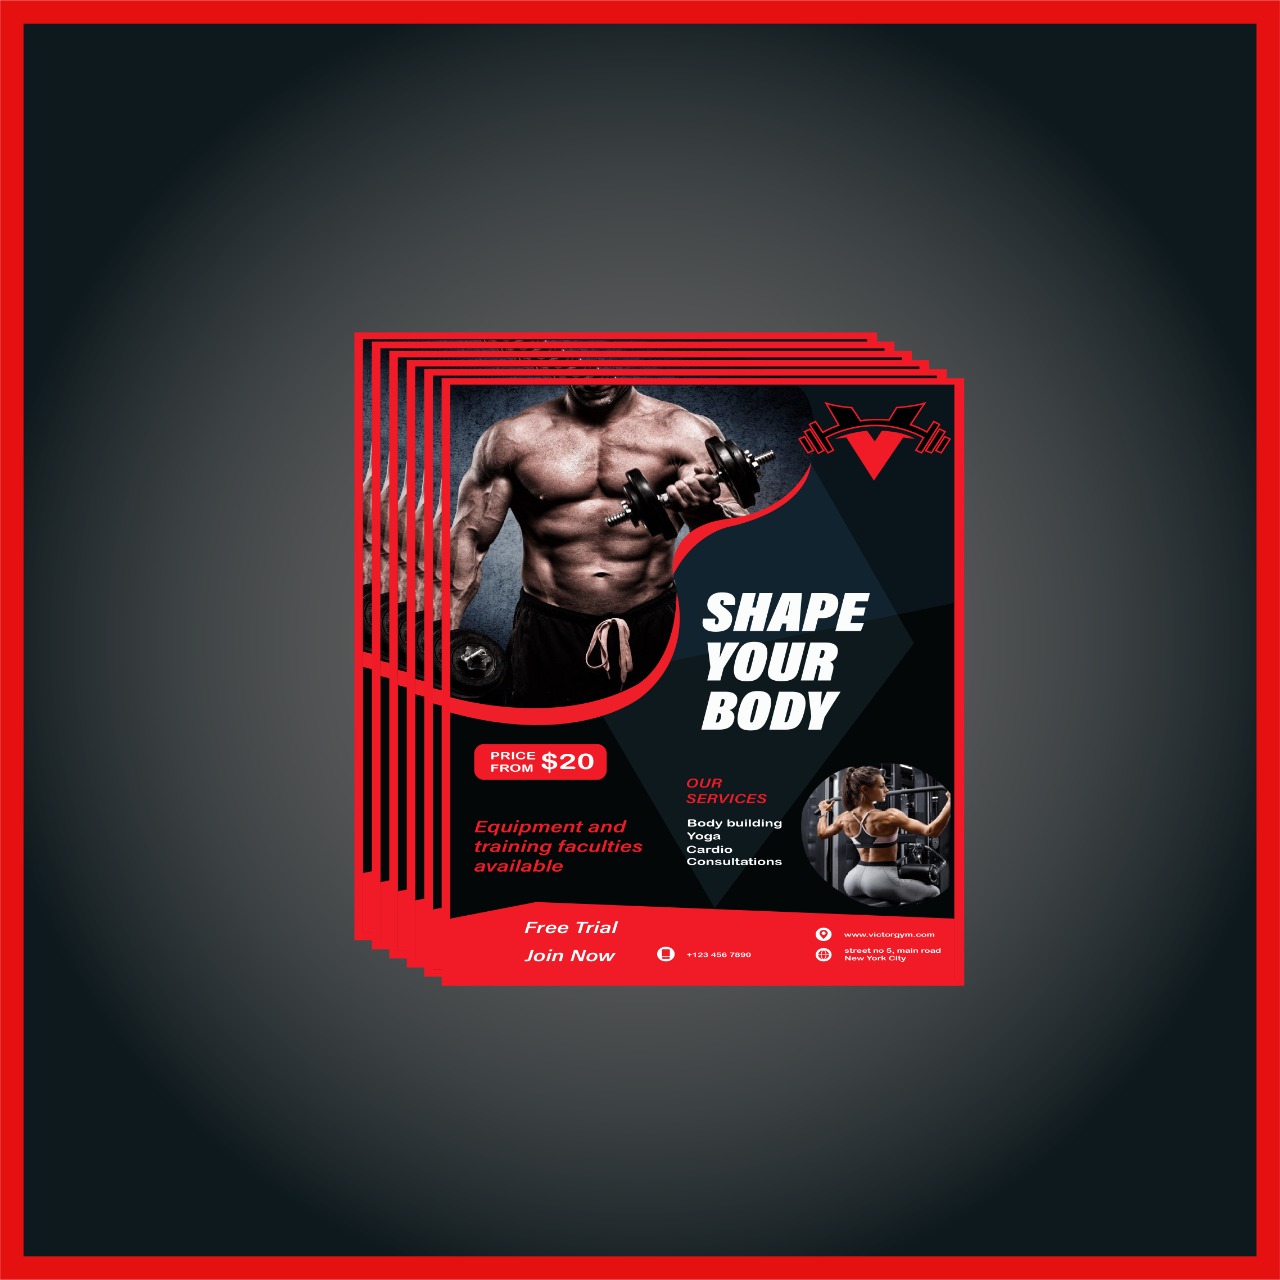 SHAPE
YOUR
BODY
PRICE
FROM $20
OUR
SERVICES
Body building
Yoga
Cardio
Consultations
Equipment and
training faculties
available
Free Trial
Join Now
+123 456 7890
www.victorgym.com
street no 5, main road
New York City